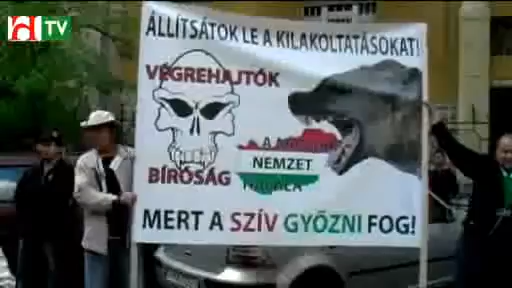 A TV
ÁLLÍTSÁTOK LE A KILAKOLTATÁSOKAT!
VÉGREHAJTÓK
A
NEMZET
BÍRÓSÁG
MERT A SZÍV GYŐZNI FOG!